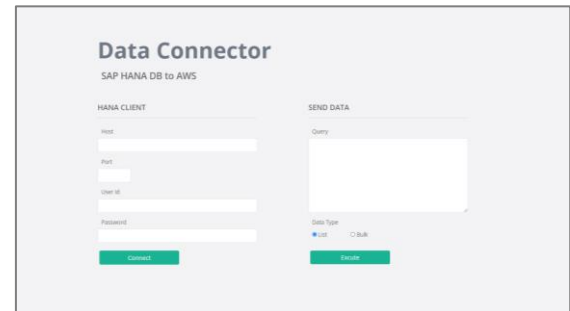 Data Connector
SAP HANA DB to AWS
HANA CLIENT
Host
Port
User id
Password
Connect
SEND DATA
Query
Data Type
List
Bulk
Excute